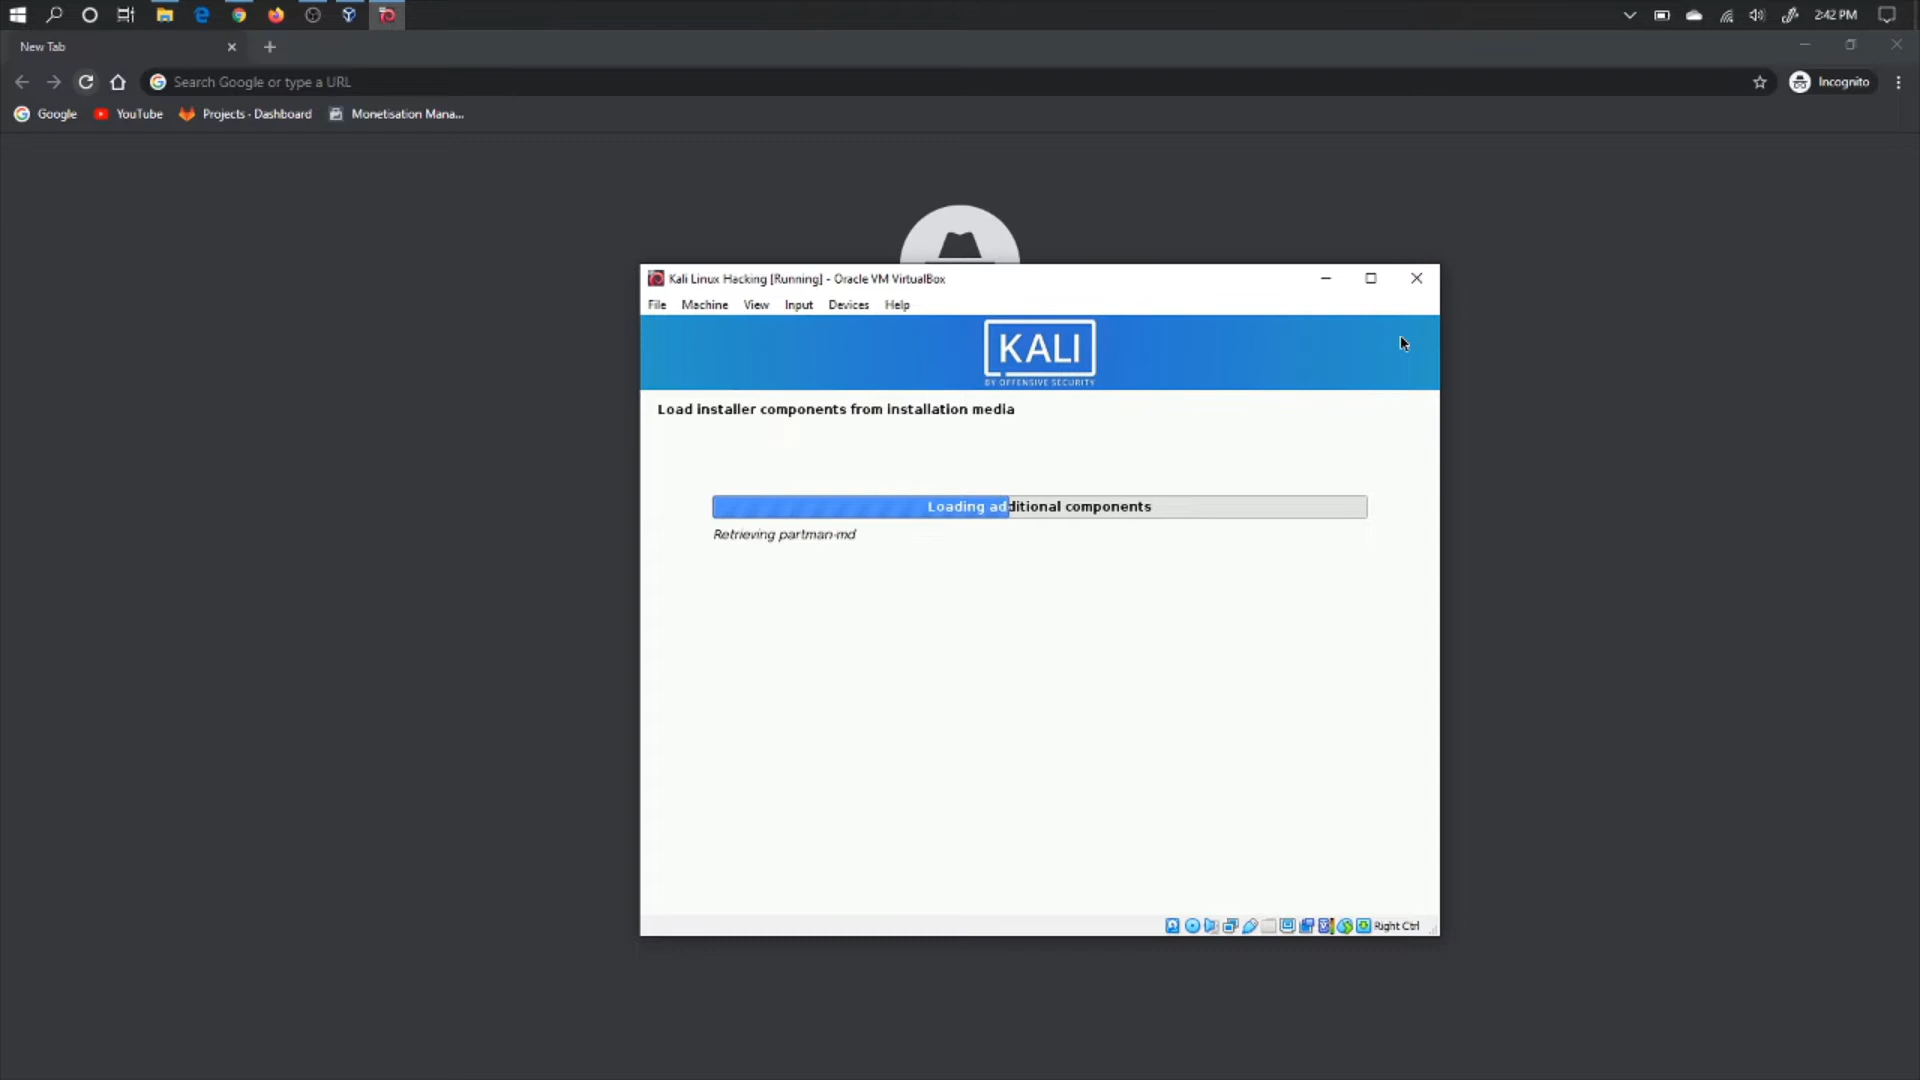 2:42 PM
New Tab
Search Google or type a URL
Incognito
Google
YouTube
Projects - Dashboard
Monetisation Mana...
Kali Linux Hacking [Running] - Oracle VM VirtualBox
File
Machine
View
Input
Devices
Help
KALI
BY OFFENSIVE SECURITY
Load installer components from installation media
Loading additional components
Retrieving partman-md
Right Ctrl